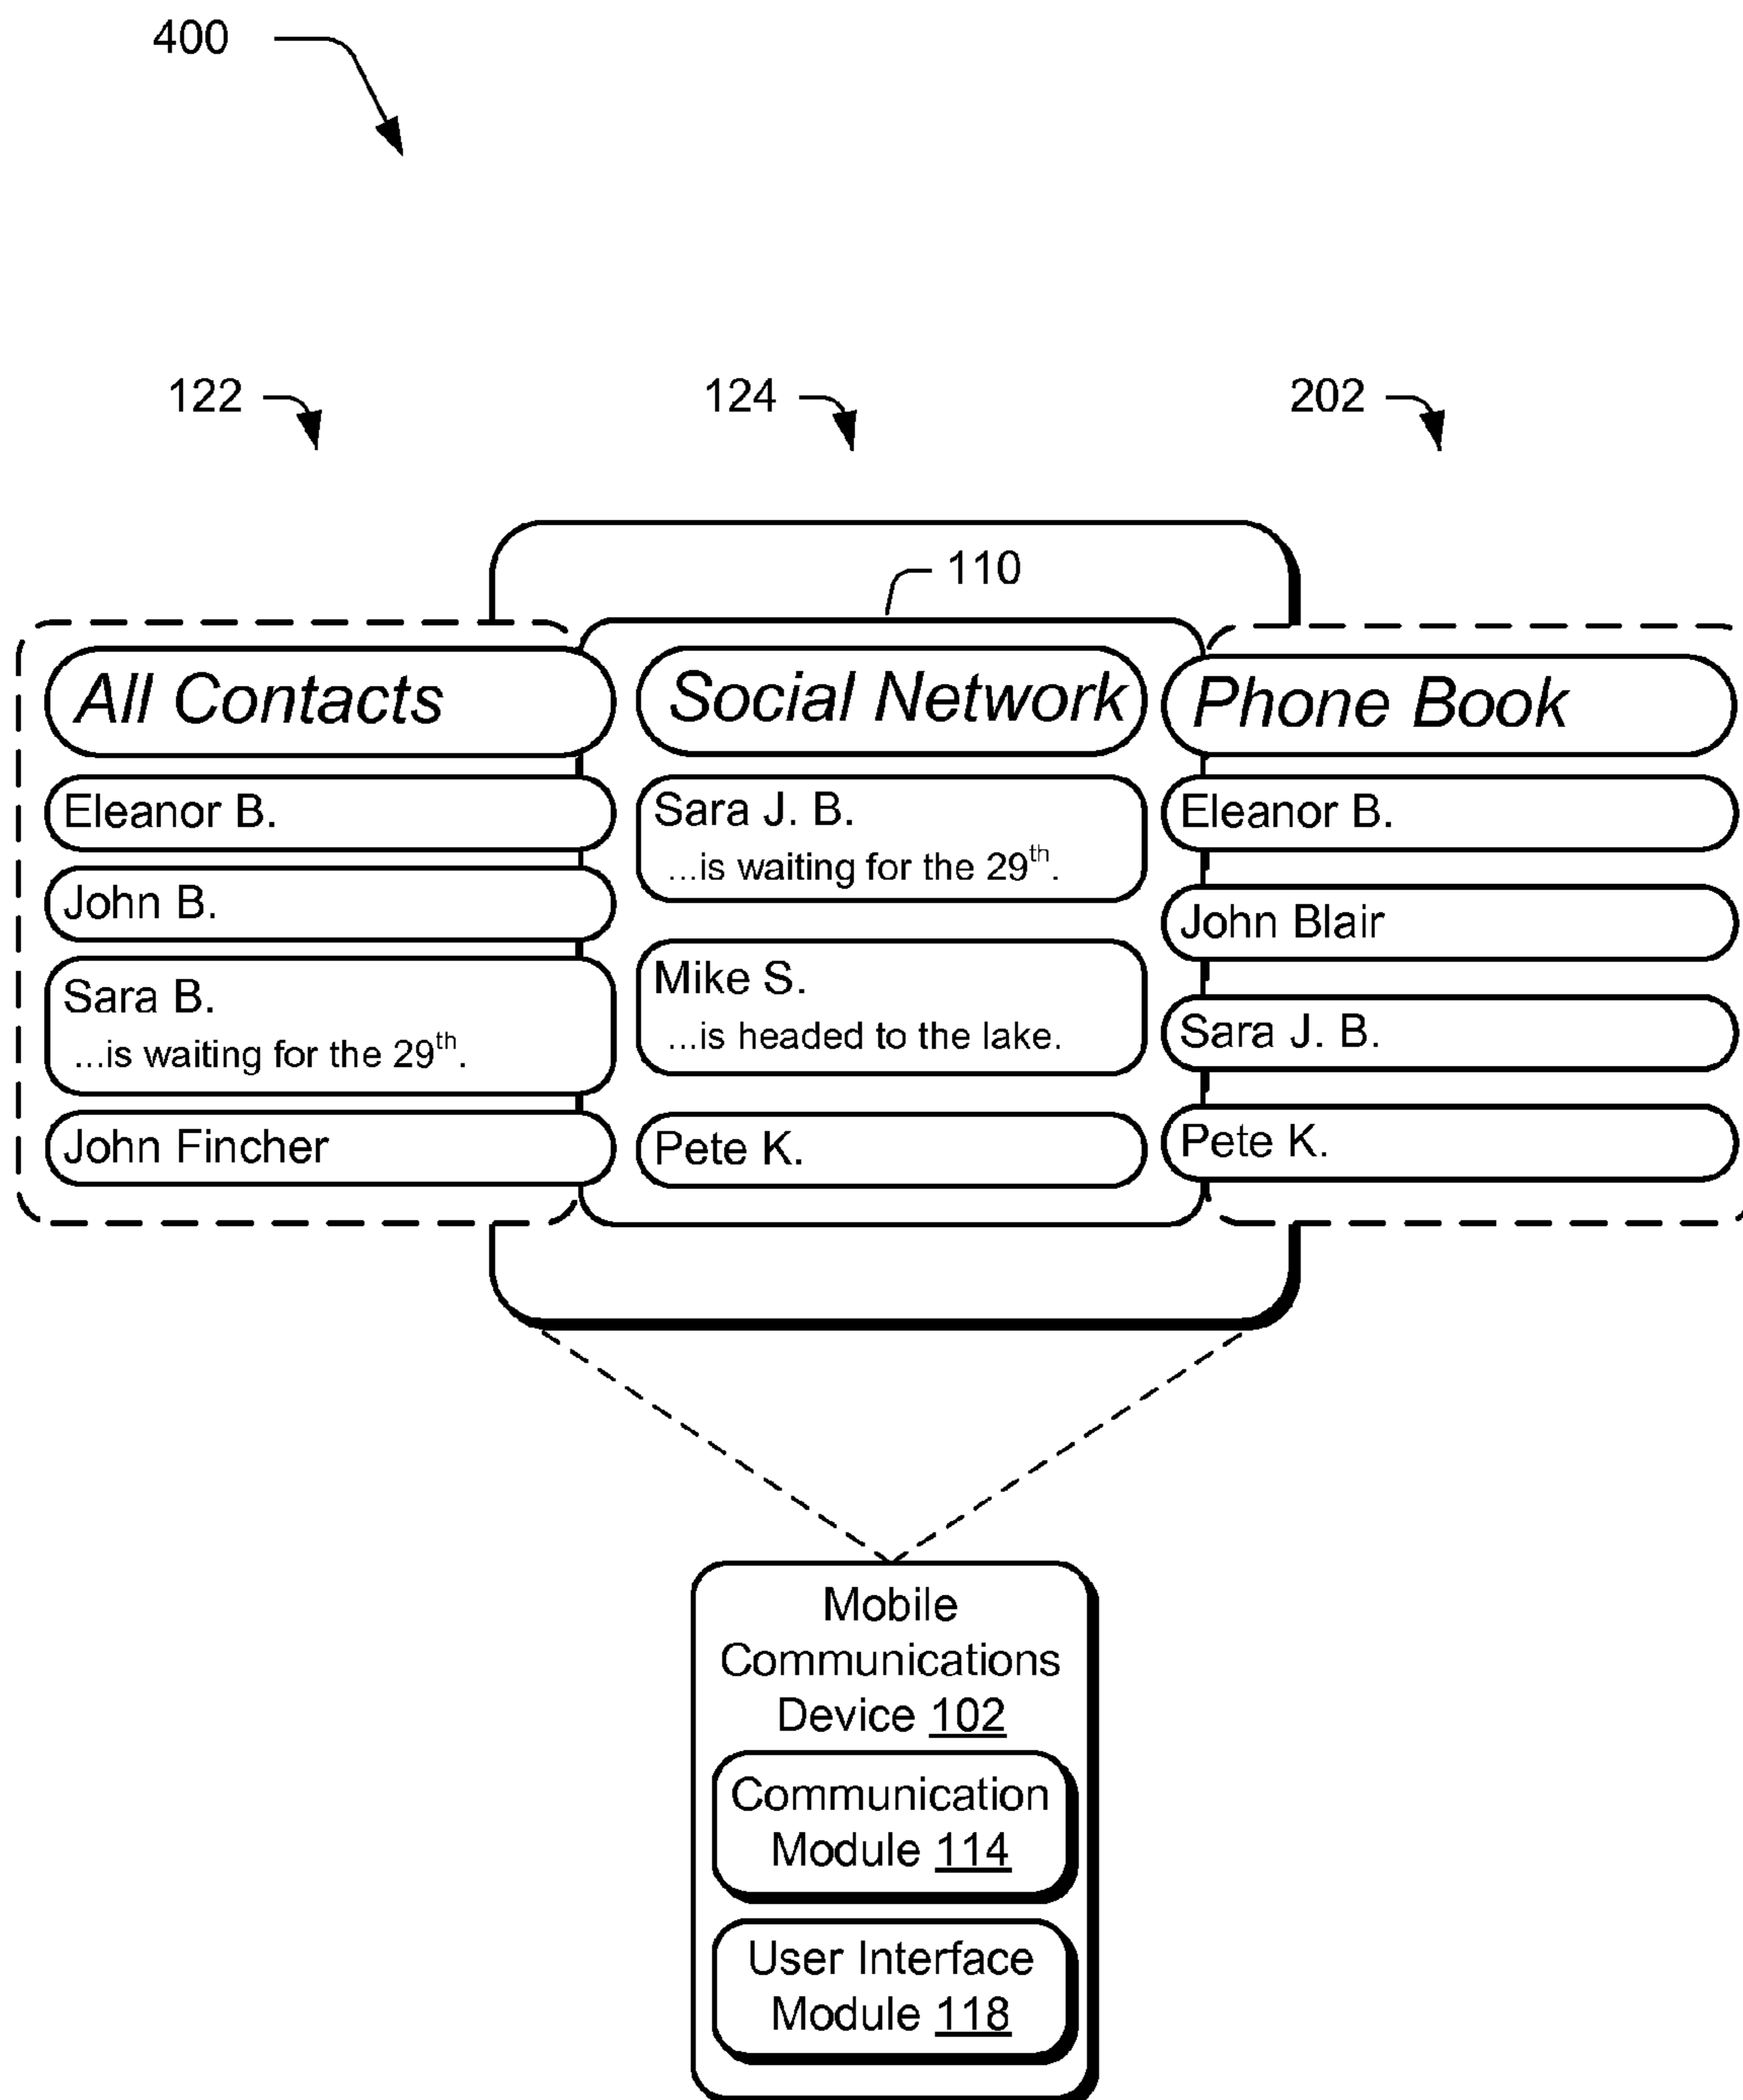 400
122
124
202
110
All Contacts
Eleanor B.
John B.
Sara B.
...is waiting for the 29th.
John Fincher
Social Network
Sara J. B.
...is waiting for the 29th.
Mike S.
...is headed to the lake.
Pete K.
Phone Book
Eleanor B.
John Blair
Sara J. B.
Pete K.
Mobile
Communications
Device 102
Communication
Module 114
User Interface
Module 118